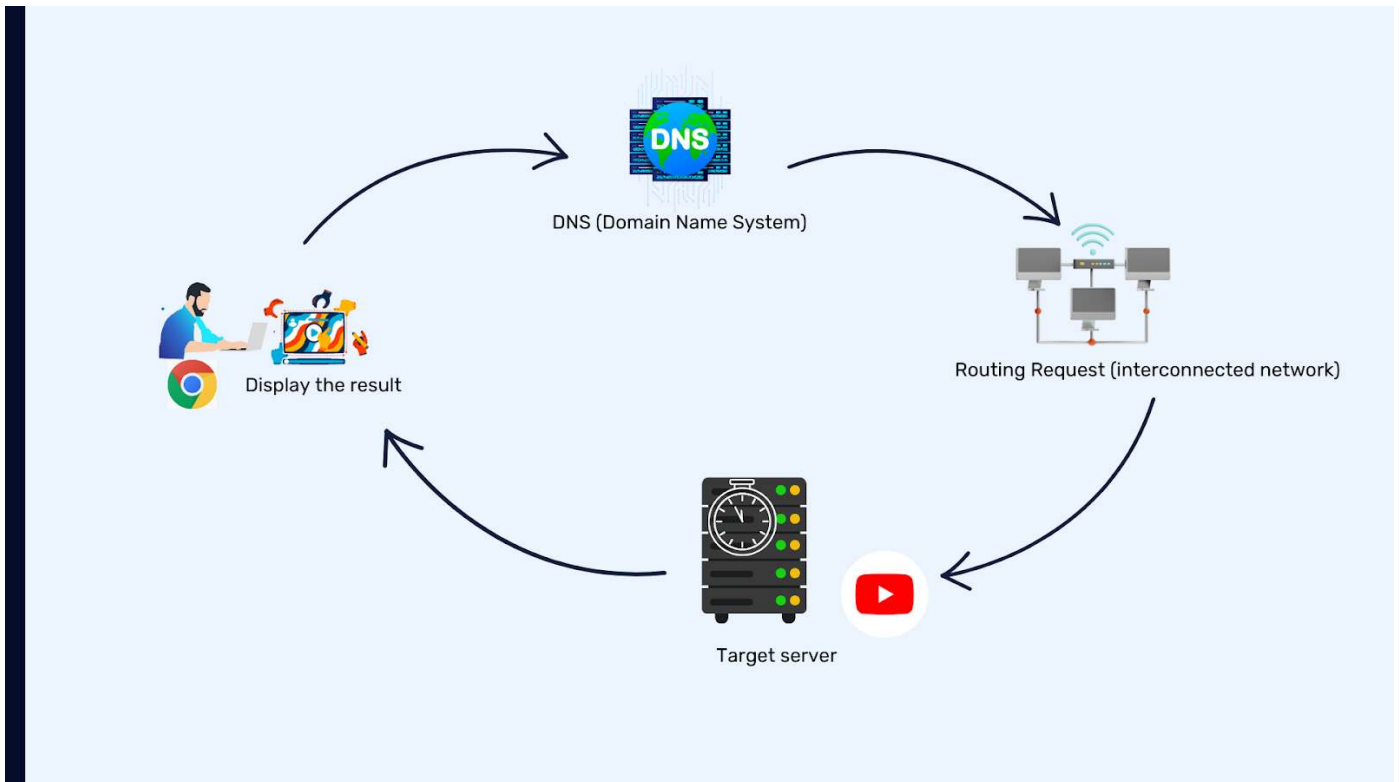 DNS
DNS (Domain Name System)
Routing Request (interconnected network)
Display the result
Target server